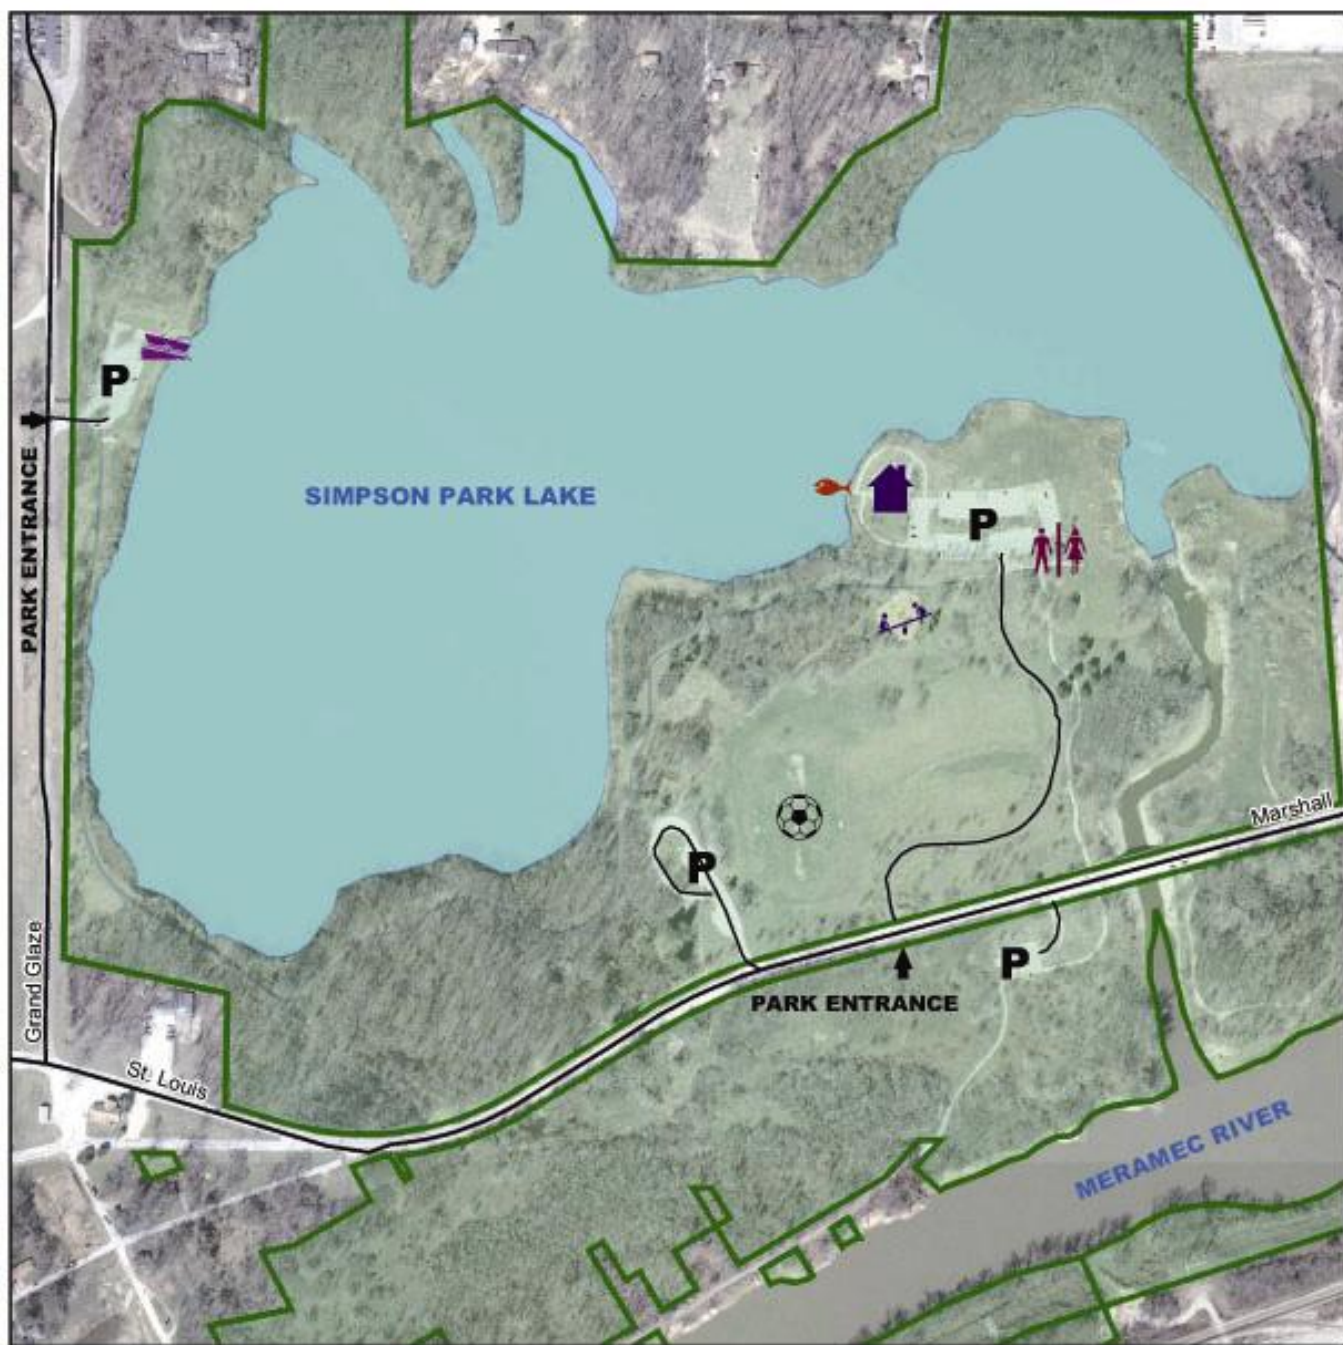 P
PARK ENTRANCE
SIMPSON PARK LAKE
P
P
Marshall
P
PARK ENTRANCE
Grand Glaze
St. Louis
MERAMEC RIVER